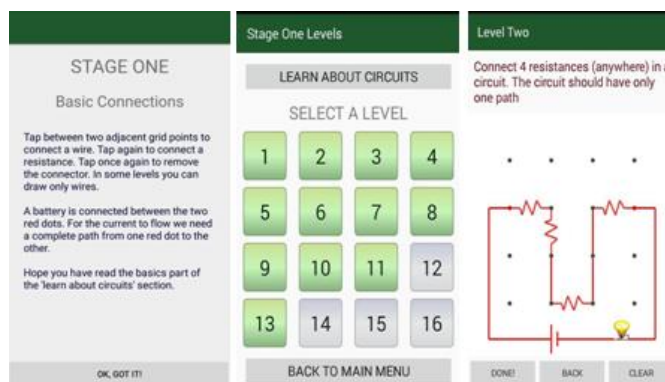 STAGE ONE
Basic Connections
Tap between two adjacent grid points to
connect a wire. Tap again to connect a
resistance. Tap once again to remove
the connector. In some levels you can
draw only wires.
A battery is connected between the two
red dots. For the current to flow we need
a complete path from one red dot to the
other.
Hope you have read the basics part of
the 'learn about circuits' section.
OK, GOT IT!
Stage One Levels
LEARN ABOUT CIRCUITS
SELECT A LEVEL
1 2 3 4
5 6 7 8
9 10 11 12
13 14 15 16
BACK TO MAIN MENU
Level Two
Connect 4 resistances (anywhere) in a
circuit. The circuit should have only
one path
DONE! BACK CLEAR